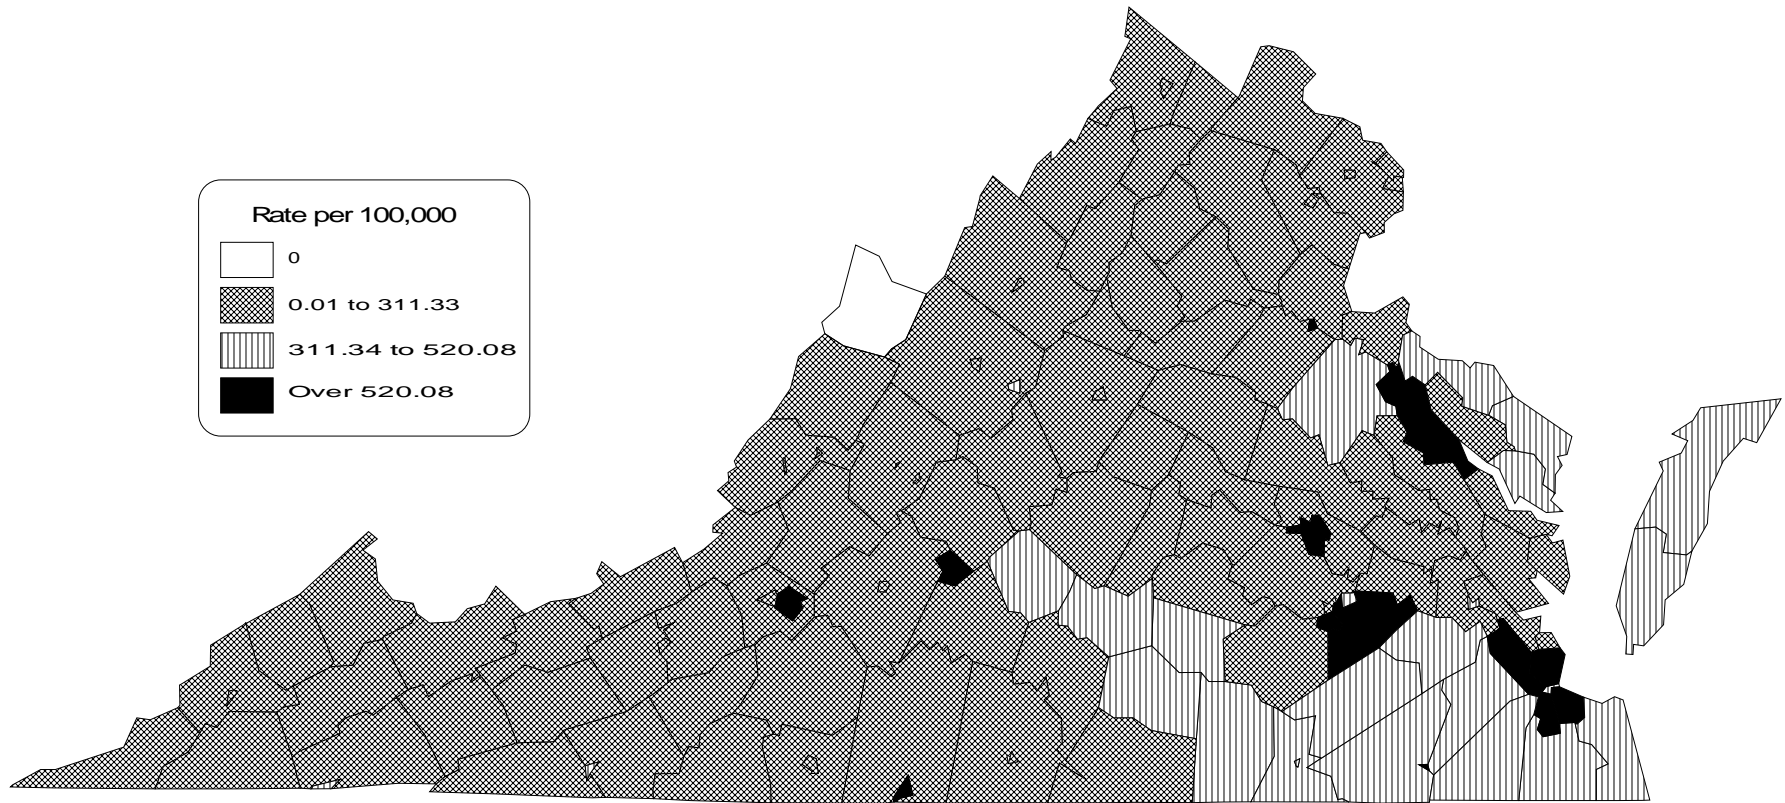 Rate per 100,000
0
0.01 to 311.33
311.34 to 520.08
Over 520.08